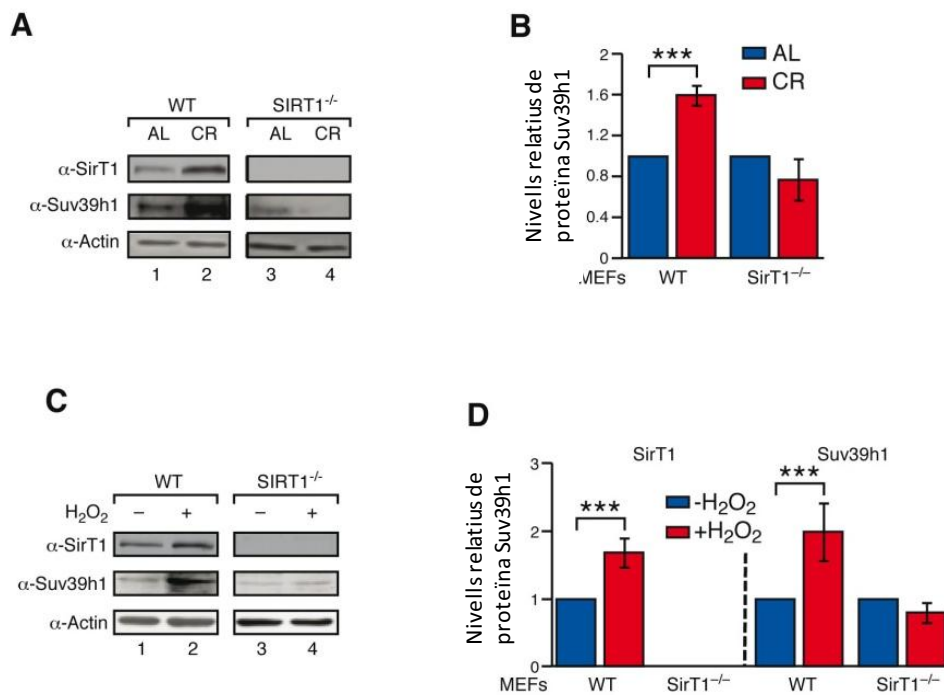 A
WT SIRT1-/-
AL CR AL CR
α-SirT1
α-Suv39h1
α-Actin
1 2 3 4
B
Nivells relatius de
proteïna Suv39h1
2
1.6
1.2
0.8
0.4
0
***
AL
CR
MEFs WT SirT1–/–
C
WT SIRT1-/-
H2O2 – + – +
α-SirT1
α-Suv39h1
α-Actin
1 2 3 4
D
Nivells relatius de
proteïna Suv39h1
3
2
1
0
SirT1 Suv39h1
*** ***
-H2O2
+H2O2
MEFs WT SirT1–/– WT SirT1–/–